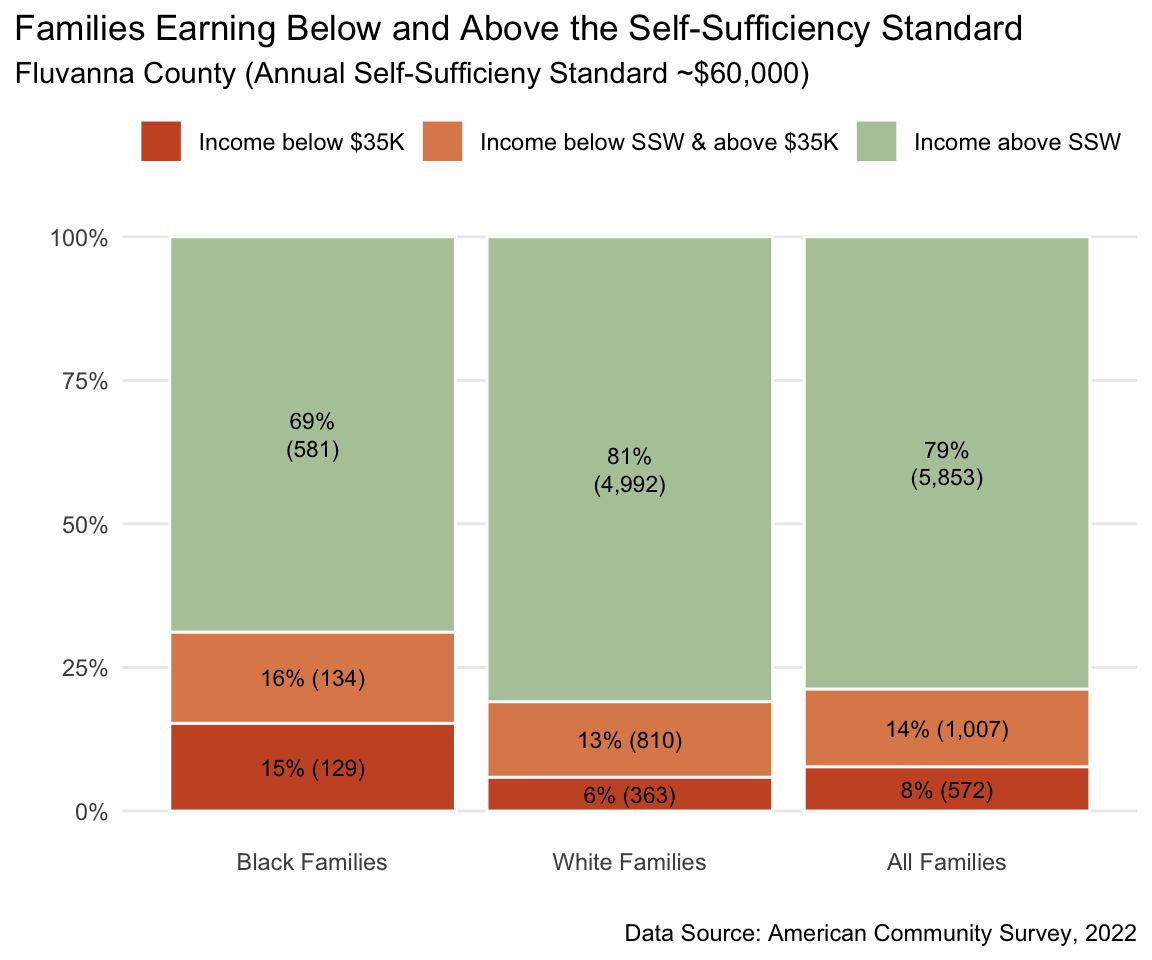 Families Earning Below and Above the Self-Sufficiency Standard
Fluvanna County (Annual Self-Sufficieny Standard ~$60,000)
Income below $35K
Income below SSW & above $35K
Income above SSW
100%
75%
50%
25%
0%
69%
(581)
16% (134)
15% (129)
81%
(4,992)
13% (810)
6% (363)
79%
(5,853)
14% (1,007)
8% (572)
Black Families
White Families
All Families
Data Source: American Community Survey, 2022